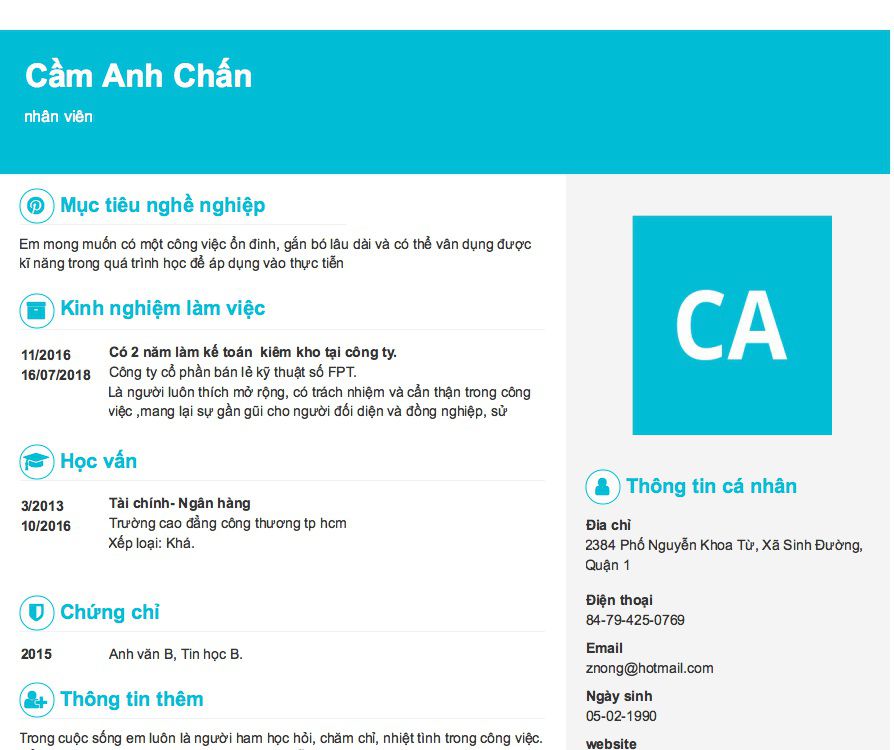 Cầm Anh Chấn
nhân viên
Mục tiêu nghề nghiệp
Em mong muốn có một công việc ổn đinh, gắn bó lâu dài và có thể vân dụng được
kĩ năng trong quá trình học để áp dụng vào thực tiễn
Kinh nghiệm làm việc
11/2016
16/07/2018
Có 2 năm làm kế toán kiêm kho tại công ty.
Công ty cổ phần bán lẻ kỹ thuật số FPT.
Là người luôn thích mở rộng, có trách nhiệm và cẩn thận trong công
việc ,mang lại sự gần gũi cho người đối diện và đồng nghiệp, sử
Học vấn
3/2013
10/2016
Tài chính- Ngân hàng
Trường cao đẳng công thương tp hcm
Xếp loại: Khá.
Chứng chỉ
2015
Anh văn B, Tin học B.
Thông tin thêm
Trong cuộc sống em luôn là người ham học hỏi, chăm chỉ, nhiệt tình trong công việc.
CA
Thông tin cá nhân
Đia chỉ
2384 Phố Nguyễn Khoa Từ, Xã Sinh Đường,
Quận 1
Điện thoại
84-79-425-0769
Email
znong@hotmail.com
Ngày sinh
05-02-1990
website